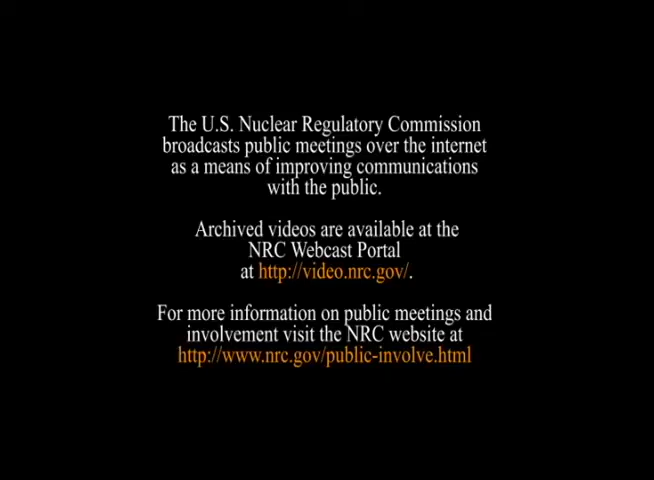 The U.S. Nuclear Regulatory Commission
broadcasts public meetings over the internet
as a means of improving communications
with the public.
Archived videos are available at the
NRC Webcast Portal
at http://video.nrc.gov/.
For more information on public meetings and
involvement visit the NRC website at
http://www.nrc.gov/public-involve.html